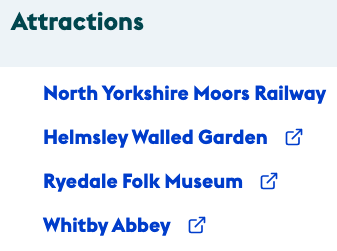 Attractions
North Yorkshire Moors Railway
Helmsley Walled Garden
Ryedale Folk Museum
Whitby Abbey